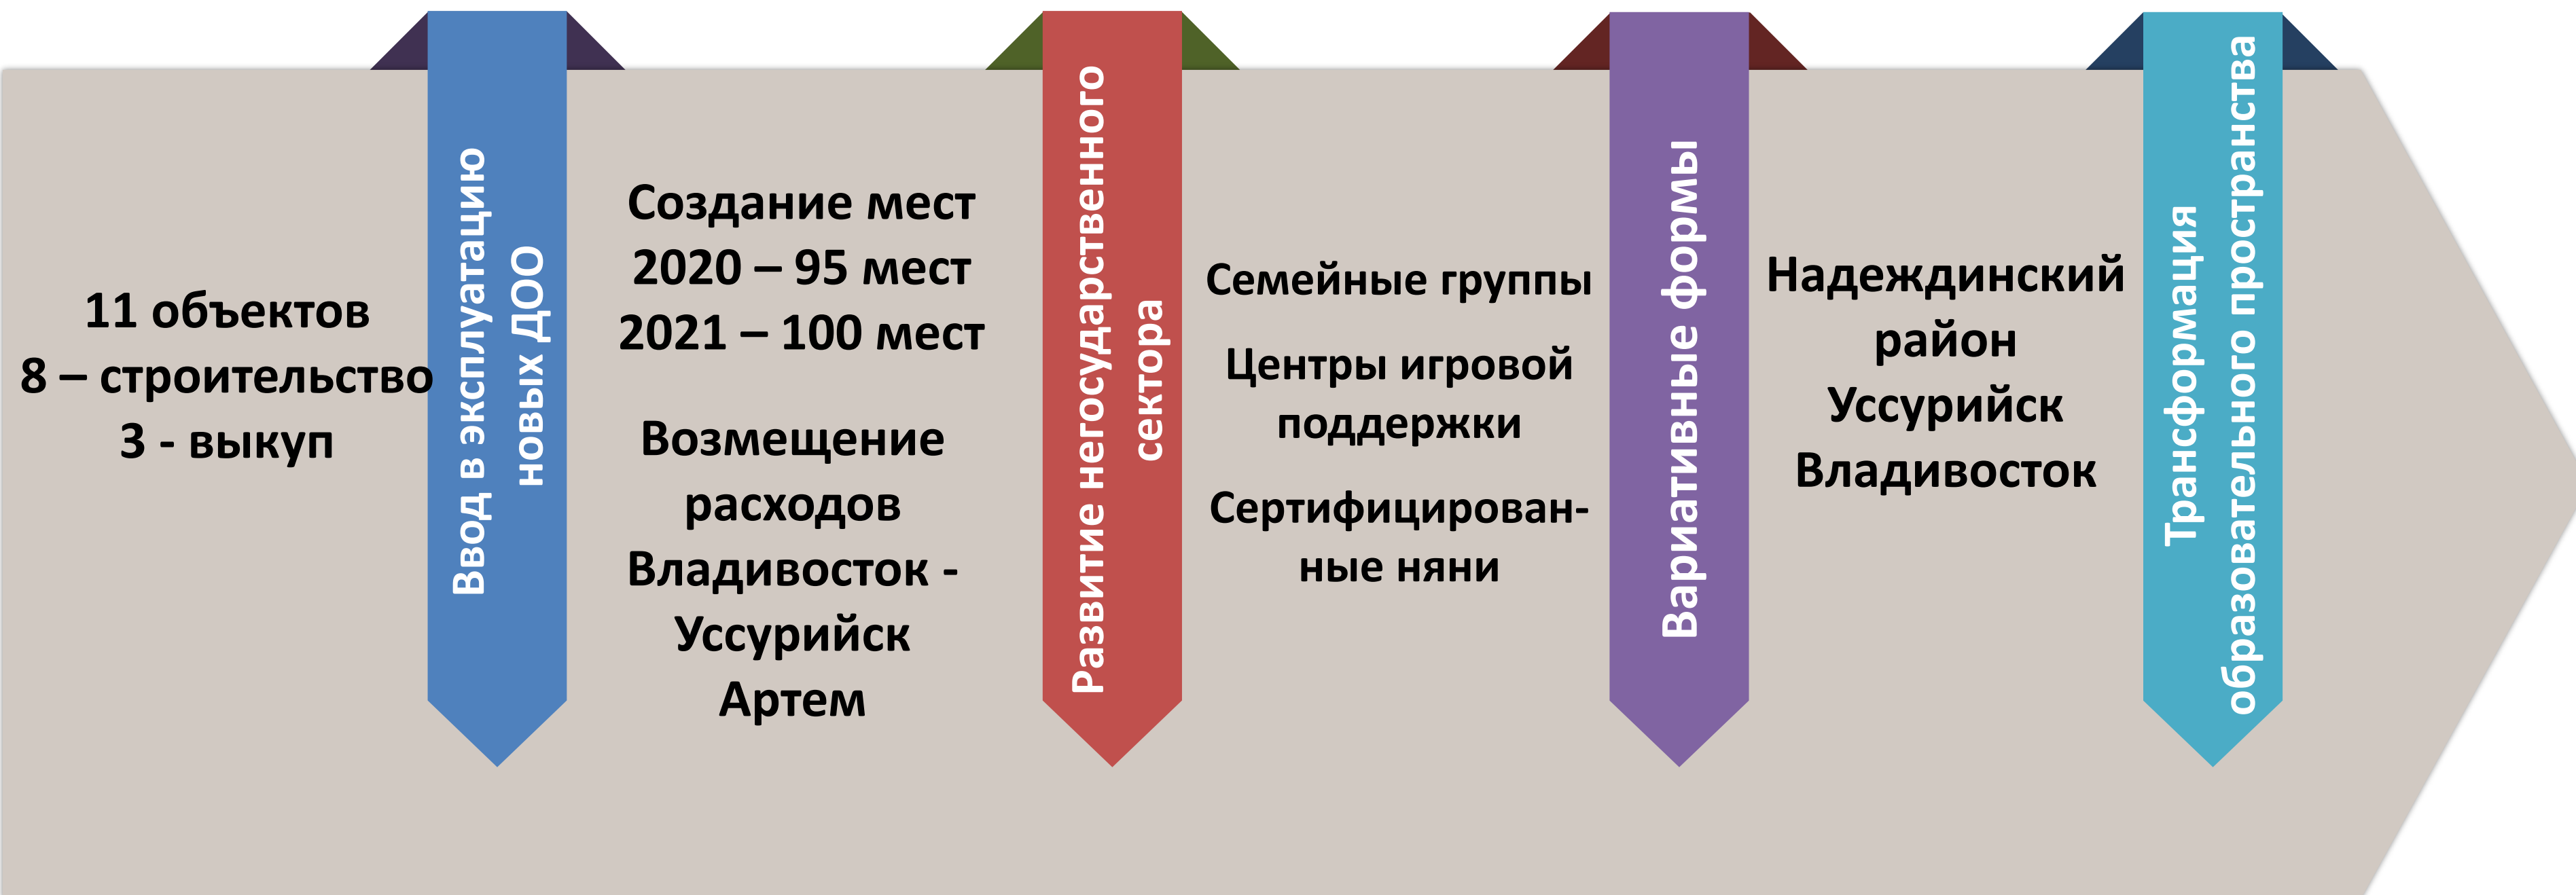 11 объектов
8 – строительство
3 - выкуп
Ввод в эксплуатацию
новых ДОО
Создание мест
2020 – 95 мест
2021 – 100 мест
Возмещение
расходов
Владивосток -
Уссурийск
Артем
Развитие негосударственного
сектора
Семейные группы
Центры игровой
поддержки
Сертифицирован-
ные няни
Вариативные формы
Надеждинский
район
Уссурийск
Владивосток
Трансформация
образовательного пространства